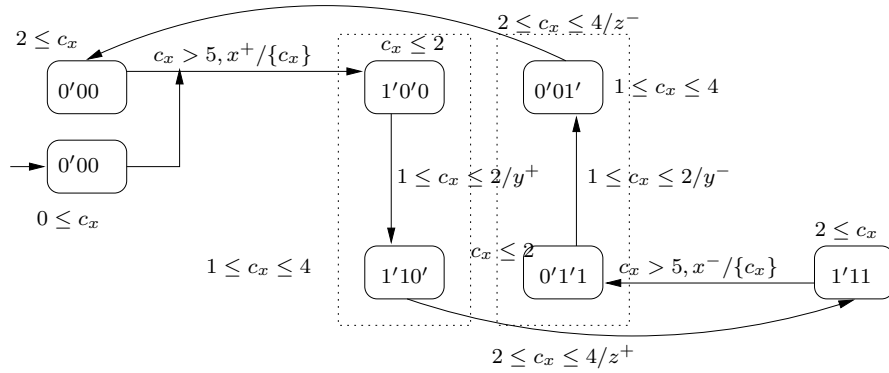 2 ≤ c_x ≤ 4/z^-
2 ≤ c_x
c_x > 5, x^+/{c_x}
c_x ≤ 2
0′00
1′0′0
0′01′
1 ≤ c_x ≤ 4
0′00
1 ≤ c_x ≤ 2/y^+
1 ≤ c_x ≤ 2/y^-
0 ≤ c_x
2 ≤ c_x
c_x ≤ 2
1 ≤ c_x ≤ 4
1′10′
0′1′1
c_x > 5, x^-/{c_x}
1′11
2 ≤ c_x ≤ 4/z^+